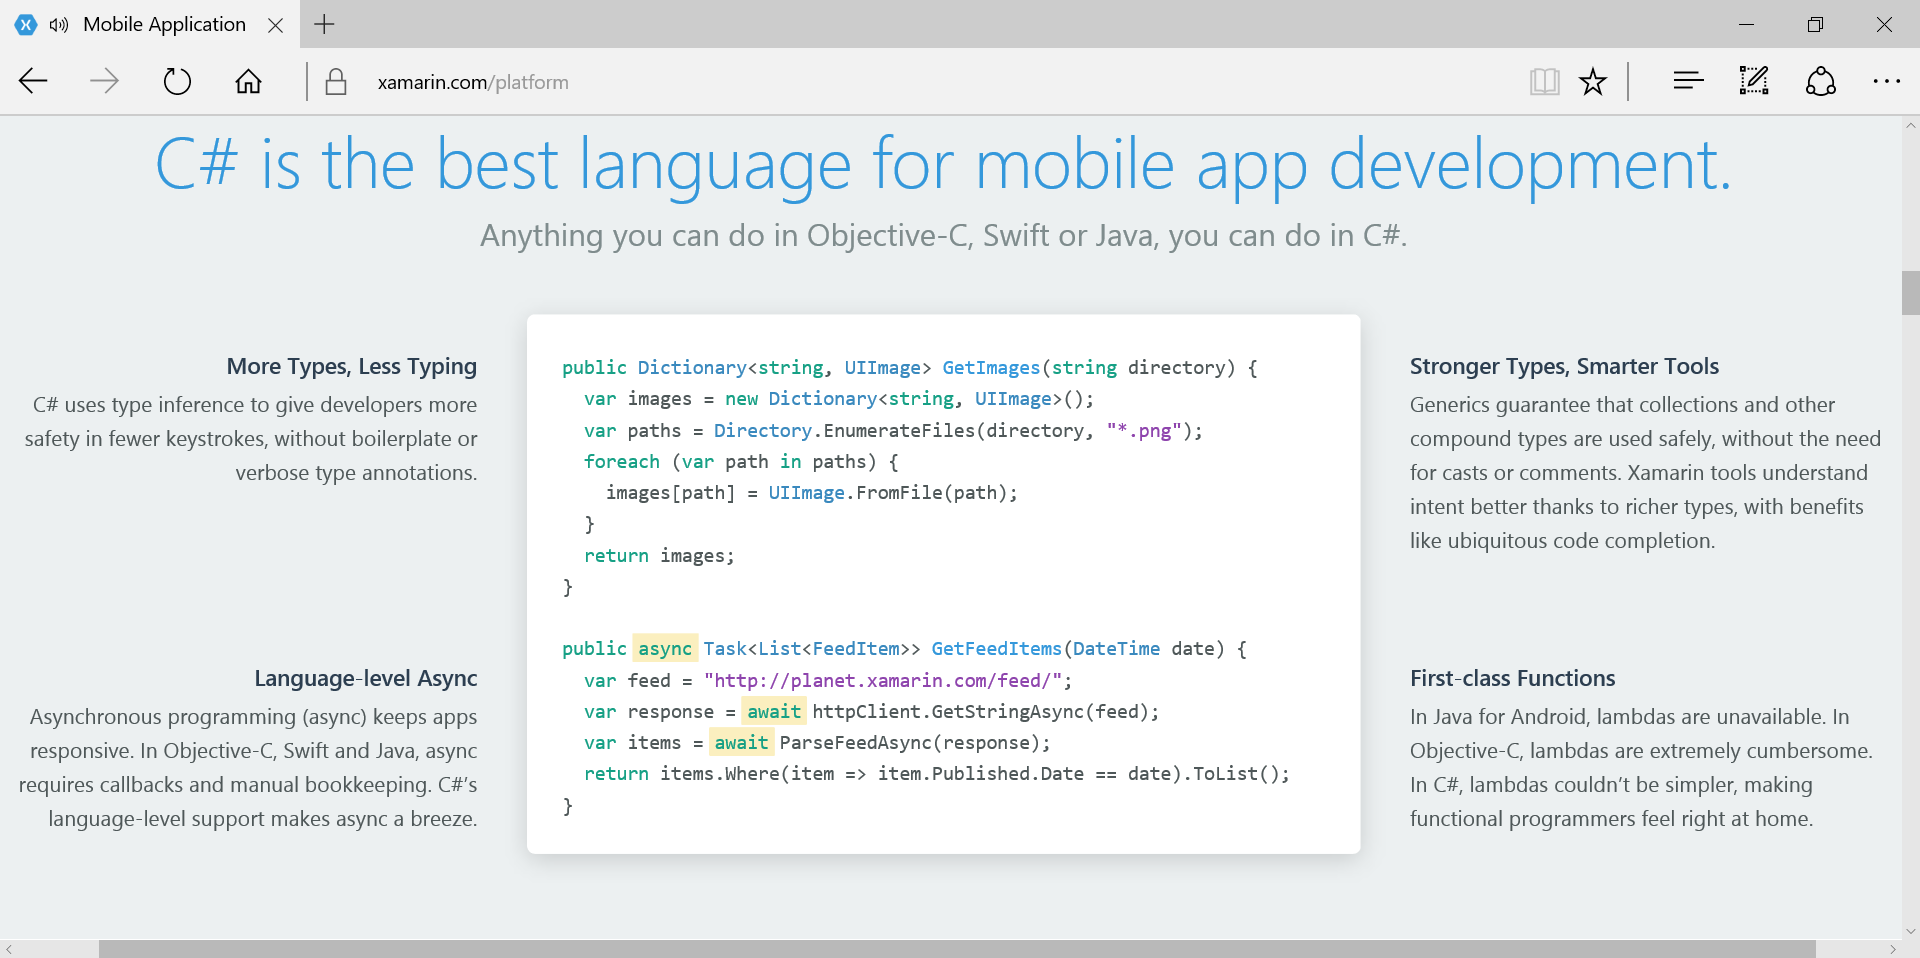 Mobile Application
xamarin.com/platform
C# is the best language for mobile app development.
Anything you can do in Objective-C, Swift or Java, you can do in C#.
More Types, Less Typing
C# uses type inference to give developers more
safety in fewer keystrokes, without boilerplate or
verbose type annotations.
Language-level Async
Asynchronous programming (async) keeps apps
responsive. In Objective-C, Swift and Java, async
requires callbacks and manual bookkeeping. C#’s
language-level support makes async a breeze.
public Dictionary<string, UIImage> GetImages(string directory) {
  var images = new Dictionary<string, UIImage>();
  var paths = Directory.EnumerateFiles(directory, "*.png");
  foreach (var path in paths) {
    images[path] = UIImage.FromFile(path);
  }
  return images;
}
public async Task<List<FeedItem>> GetFeedItems(DateTime date) {
  var feed = "http://planet.xamarin.com/feed/";
  var response = await httpClient.GetStringAsync(feed);
  var items = await ParseFeedAsync(response);
  return items.Where(item => item.Published.Date == date).ToList();
}
Stronger Types, Smarter Tools
Generics guarantee that collections and other
compound types are used safely, without the need
for casts or comments. Xamarin tools understand
intent better thanks to richer types, with benefits
like ubiquitous code completion.
First-class Functions
In Java for Android, lambdas are unavailable. In
Objective-C, lambdas are extremely cumbersome.
In C#, lambdas couldn’t be simpler, making
functional programmers feel right at home.